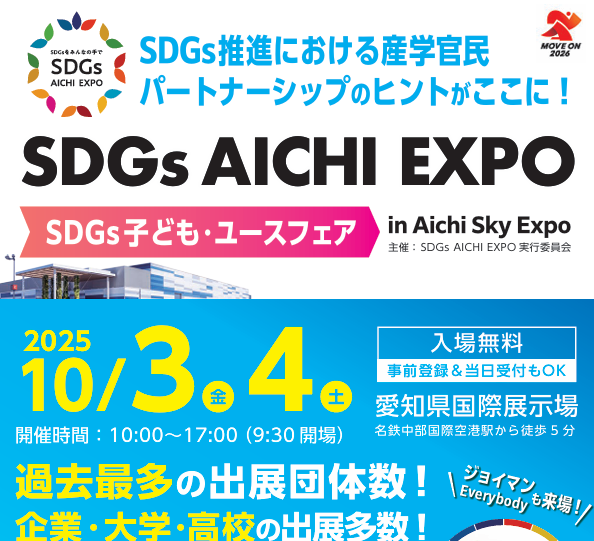 SDGsをみんなの手で
SDGs
AICHI EXPO
SDGs推進における産学官民
パートナーシップのヒントがここに！
MOVE ON
2026
SDGs AICHI EXPO
SDGs子ども・ユースフェア
in Aichi Sky Expo
主催：SDGs AICHI EXPO 実行委員会
2025
10/3金4土
開催時間：10:00～17:00（9:30開場）
入場無料
事前登録＆当日受付もOK
愛知県国際展示場
名鉄中部国際空港駅から徒歩5分
過去最多の出展団体数！
企業・大学・高校の出展多数！
ジョイマン
Everybodyも来場！